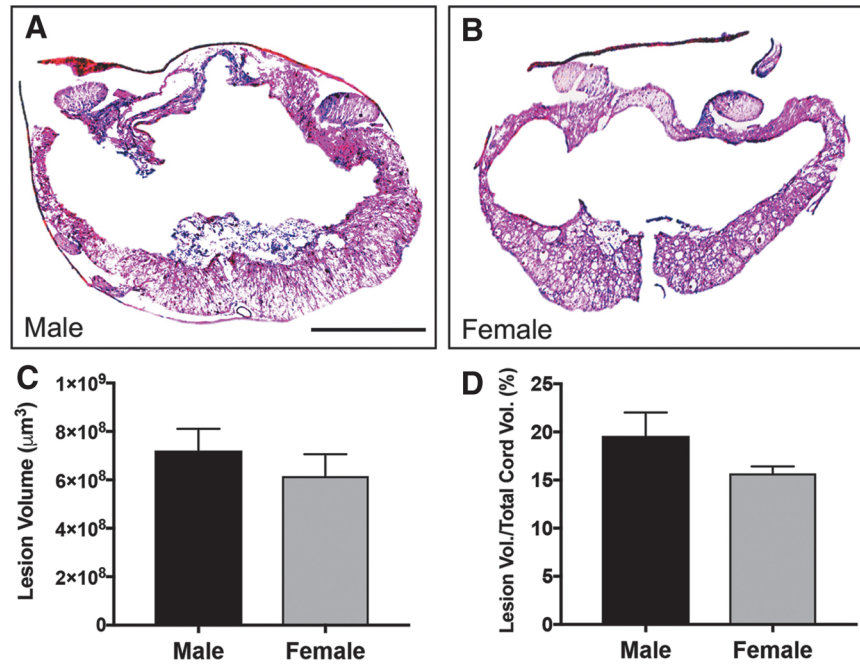 A
Male
B
Female
C
Lesion Volume (μm³)
1×10⁹
8×10⁸
6×10⁸
4×10⁸
2×10⁸
0
Male Female
D
Lesion Vol./Total Cord Vol. (%)
25
20
15
10
5
0
Male Female